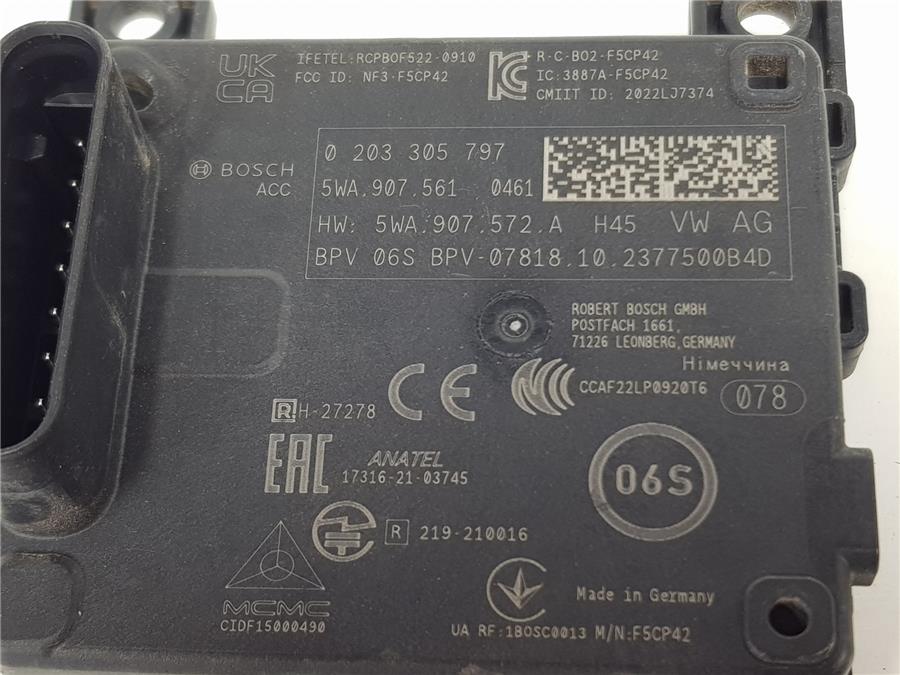 UK
CA
IFETEL: RCPBOF522-0910
FCC ID: NF3-F5CP42
R-C-B02-F5CP42
IC: 3887A-F5CP42
CMIIT ID: 2022LJ7374
BOSCH
ACC
0 203 305 797
5WA.907.561 0461
HW: 5WA.907.572.A H45 VW AG
BPV 06S BPV-07818.10.2377500B4D
ROBERT BOSCH GMBH
POSTFACH 1661,
71226 LEONBERG, GERMANY
Німеччина
CE
CCAF22LP0920T6
078
R H-27278
EAC
ANATEL
17316-21-03745
06S
R 219-210016
MCMC
CIDF15000490
Made in Germany
UA RF: 1BOSC0013 M/N: F5CP42